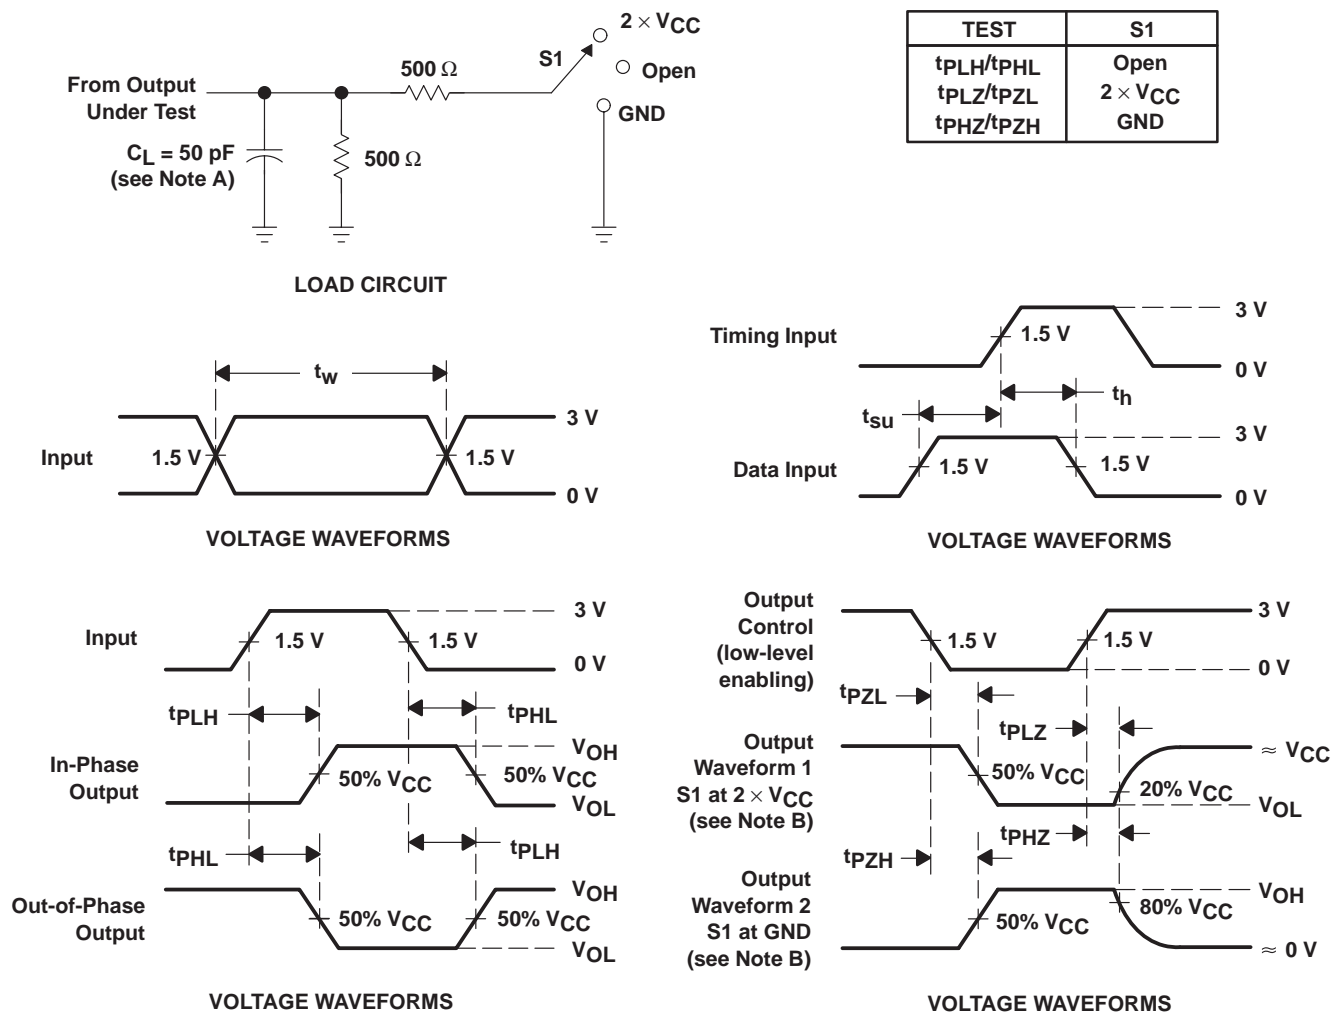 2 × VCC
S1
500 Ω
Open
From Output
Under Test
GND
CL = 50 pF
(see Note A)
500 Ω
LOAD CIRCUIT
TEST S1
tPLH/tPHL Open
tPLZ/tPZL 2 × VCC
tPHZ/tPZH GND
tw
3 V
Input 1.5 V 1.5 V
0 V
VOLTAGE WAVEFORMS
3 V
Timing Input 1.5 V
0 V
th
tsu
3 V
Data Input 1.5 V 1.5 V
0 V
VOLTAGE WAVEFORMS
3 V
Input 1.5 V 1.5 V
0 V
tPLH tPHL
VOH
In-Phase
Output
50% VCC 50% VCC
VOL
tPHL tPLH
VOH
Out-of-Phase
Output
50% VCC 50% VCC
VOL
VOLTAGE WAVEFORMS
Output
Control
(low-level
enabling)
3 V
1.5 V 1.5 V
0 V
tPZL
tPLZ
Output
Waveform 1
S1 at 2 × VCC
(see Note B)
≈ VCC
50% VCC
20% VCC
VOL
tPHZ
tPZH
Output
Waveform 2
S1 at GND
(see Note B)
VOH
50% VCC
80% VCC
≈ 0 V
VOLTAGE WAVEFORMS